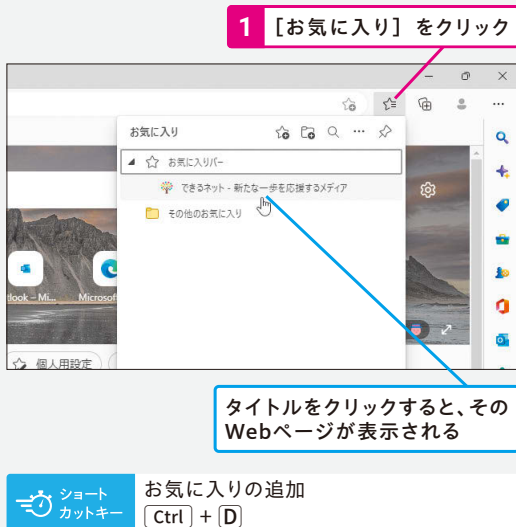 1 [お気に入り] をクリック
お気に入り
お気に入りバー
できるネット - 新たな一歩を応援するメディア
その他のお気に入り
tlook – Mi...
Microsof
個人用設定
タイトルをクリックすると、その
Webページが表示される
ショート
カットキー
お気に入りの追加
Ctrl + D